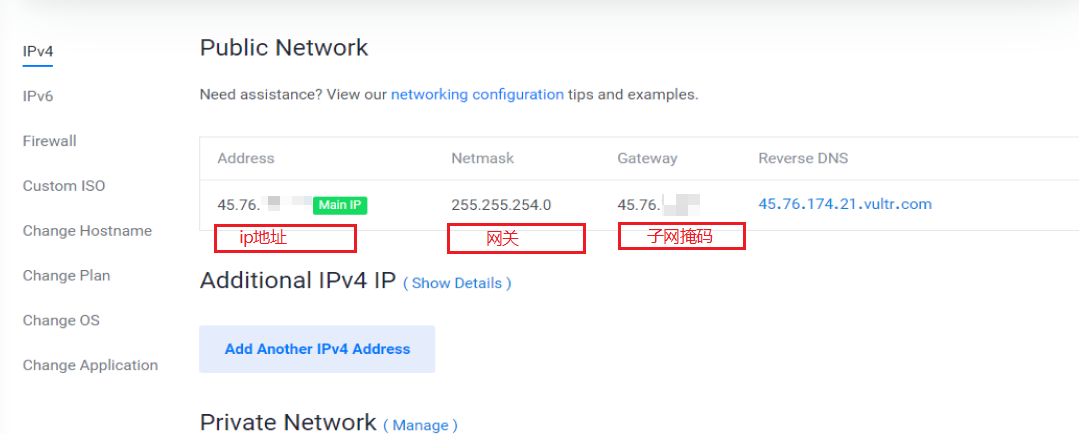 IPv4
IPv6
Firewall
Custom ISO
Change Hostname
Change Plan
Change OS
Change Application
Public Network
Need assistance? View our networking configuration tips and examples.
Address Netmask Gateway Reverse DNS
45.76. Main IP 255.255.254.0 45.76. 45.76.174.21.vultr.com
ip地址 网关 子网掩码
Additional IPv4 IP ( Show Details )
Add Another IPv4 Address
Private Network ( Manage )